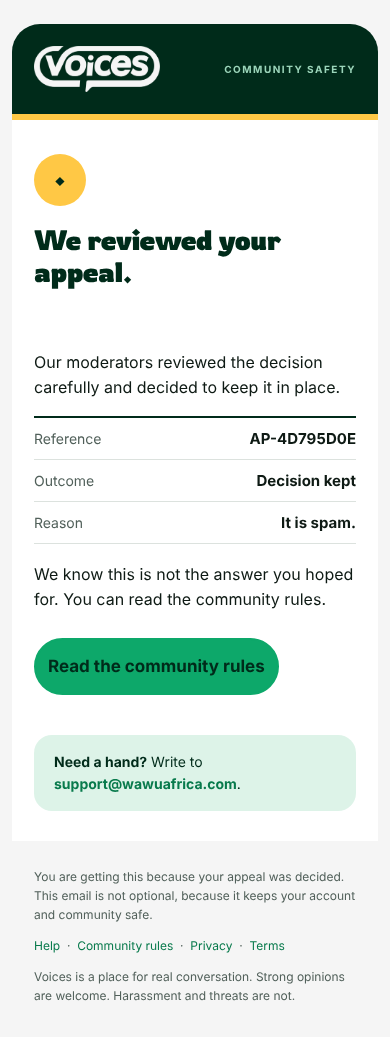 Voices
COMMUNITY SAFETY
We reviewed your
appeal.
Our moderators reviewed the decision
carefully and decided to keep it in place.
Reference AP-4D795D0E
Outcome Decision kept
Reason It is spam.
We know this is not the answer you hoped
for. You can read the community rules.
Read the community rules
Need a hand? Write to
support@wawuafrica.com.
You are getting this because your appeal was decided.
This email is not optional, because it keeps your account
and community safe.
Help · Community rules · Privacy · Terms
Voices is a place for real conversation. Strong opinions
are welcome. Harassment and threats are not.